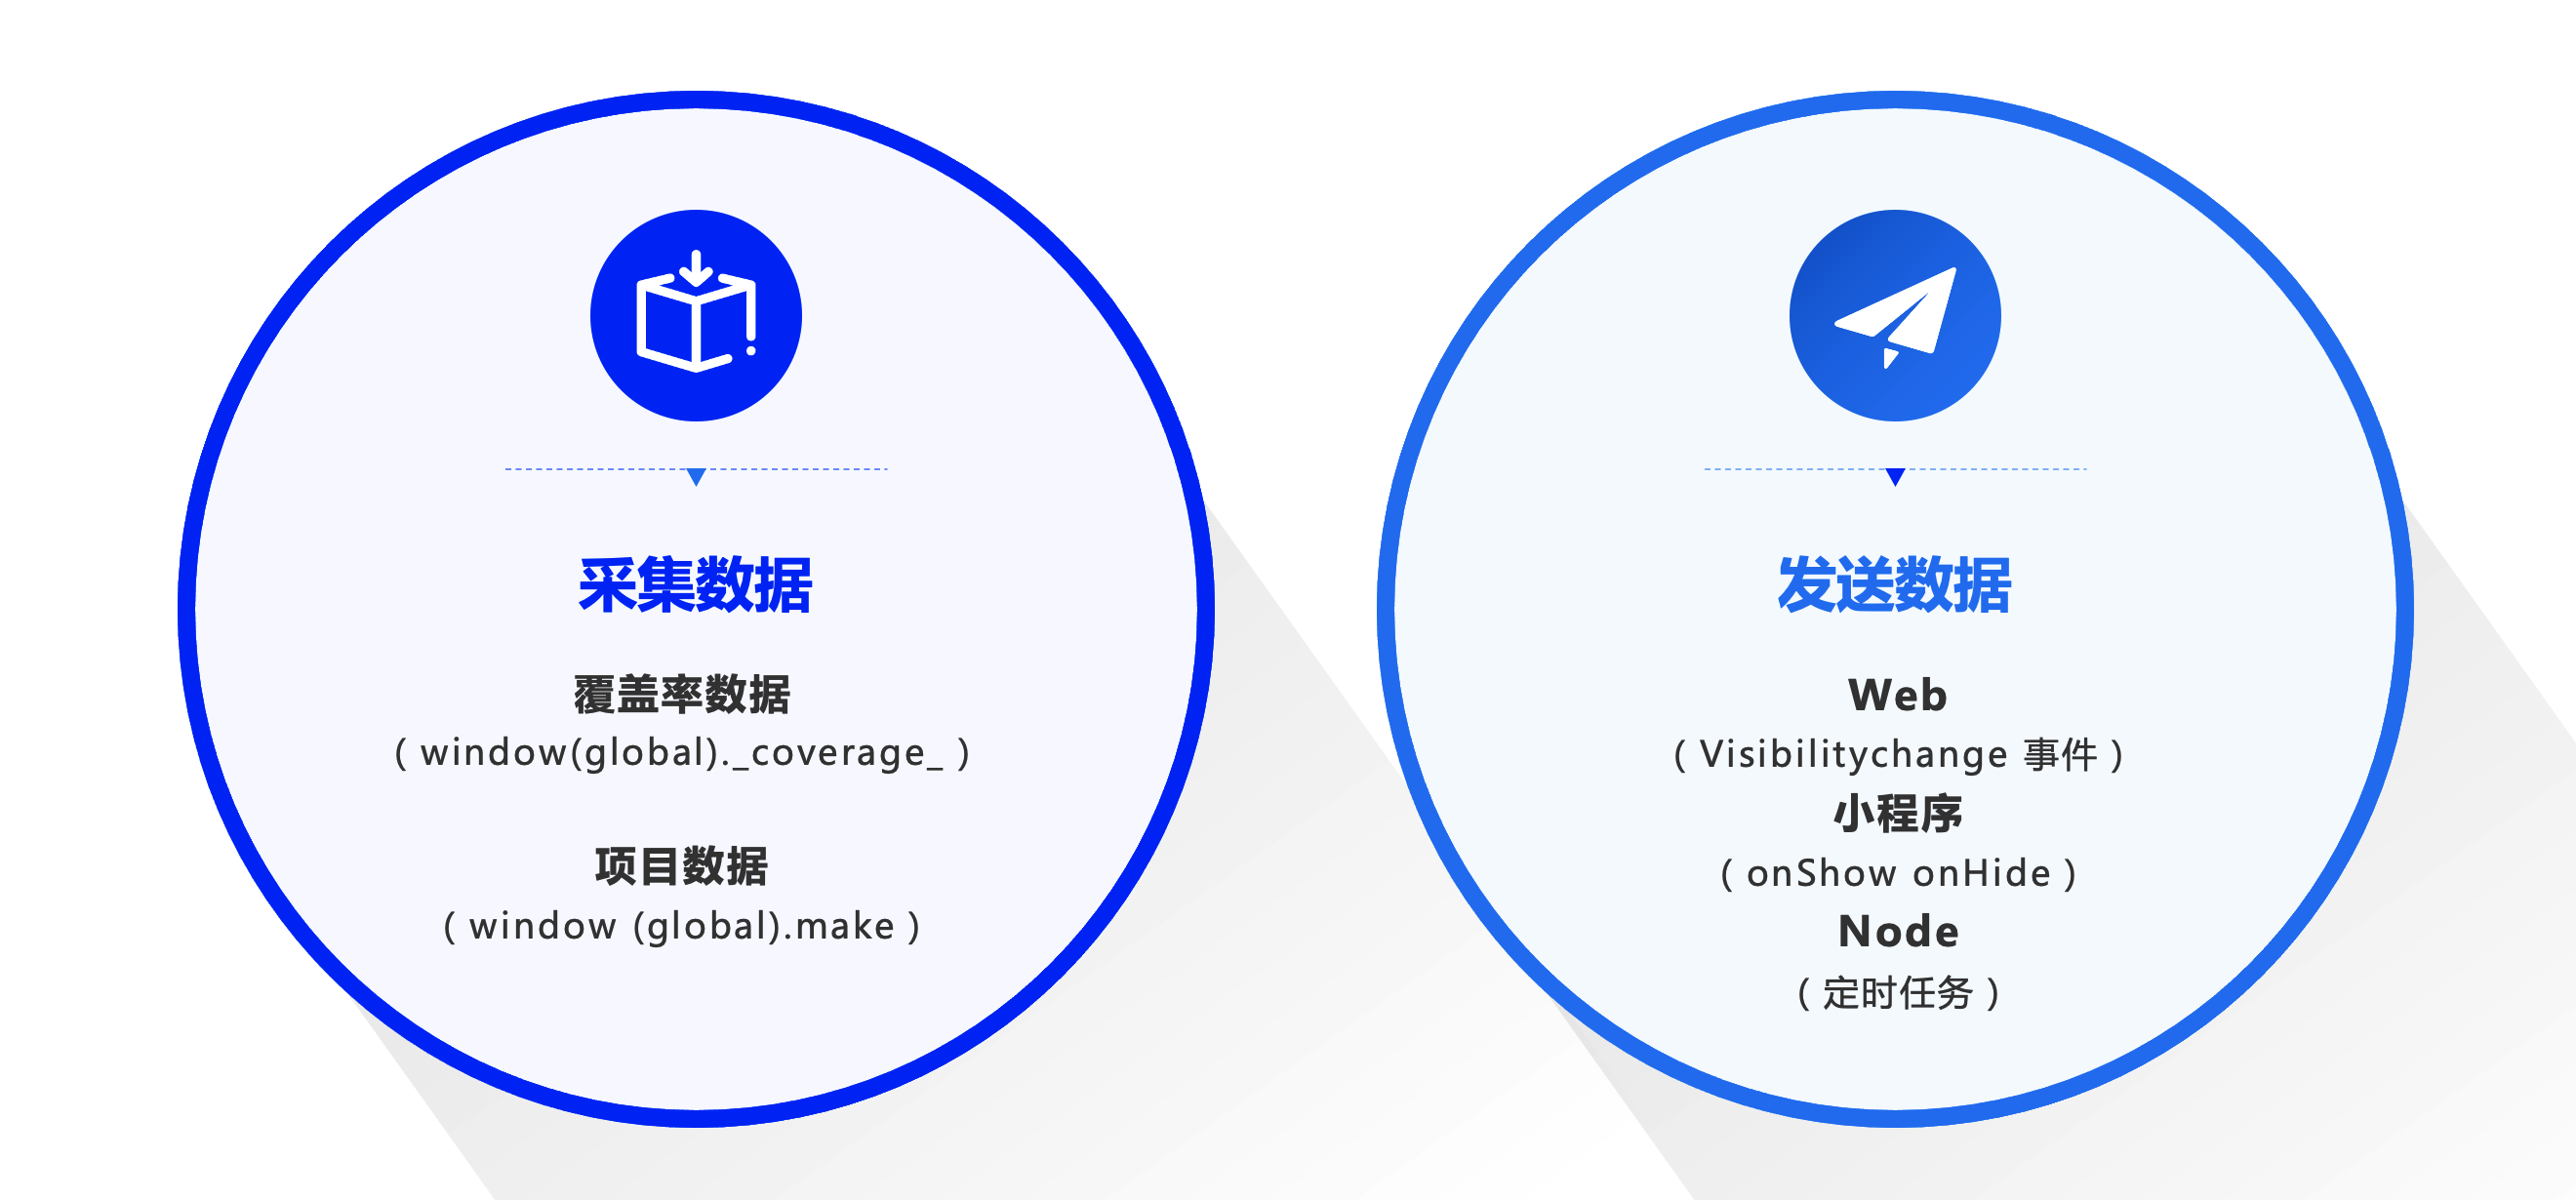 采集数据
覆盖率数据
( window(global)._coverage_ )
项目数据
( window (global).make )
发送数据
Web
( Visibilitychange 事件 )
小程序
( onShow onHide )
Node
( 定时任务 )